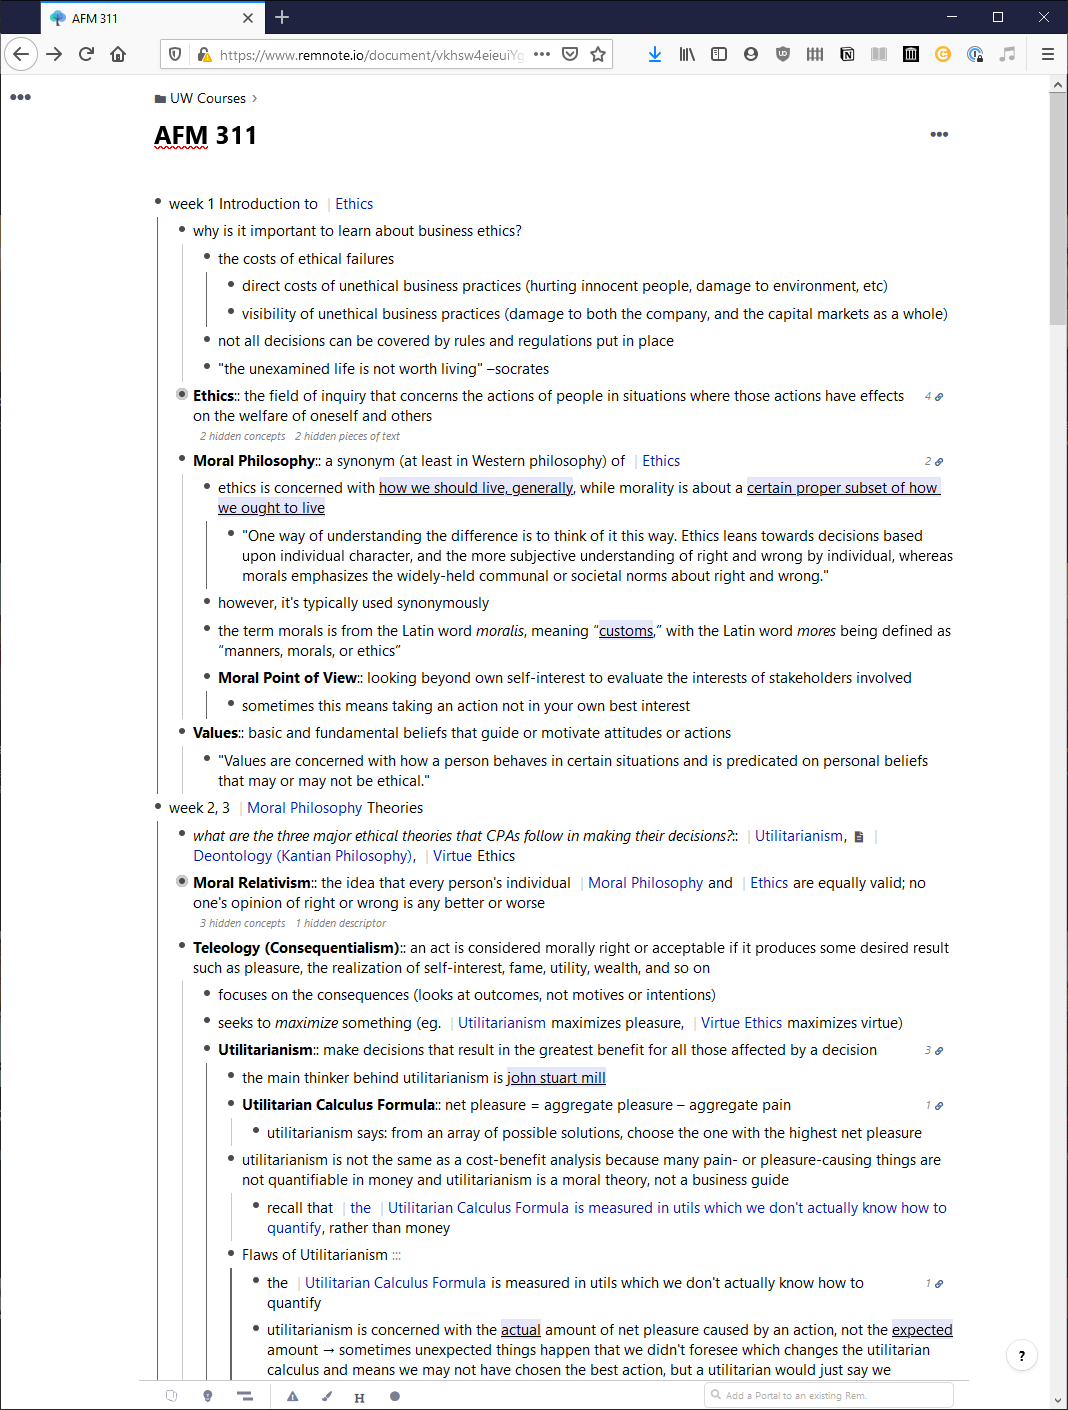 AFM 311
https://www.remnote.io/document/vkhsw4eieuiYg
UW Courses
AFM 311
week 1 Introduction to Ethics
why is it important to learn about business ethics?
the costs of ethical failures
direct costs of unethical business practices (hurting innocent people, damage to environment, etc)
visibility of unethical business practices (damage to both the company, and the capital markets as a whole)
not all decisions can be covered by rules and regulations put in place
"the unexamined life is not worth living" –socrates
Ethics:: the field of inquiry that concerns the actions of people in situations where those actions have effects 4
on the welfare of oneself and others
2 hidden concepts 2 hidden pieces of text
Moral Philosophy:: a synonym (at least in Western philosophy) of Ethics 2
ethics is concerned with how we should live, generally, while morality is about a certain proper subset of how
we ought to live
"One way of understanding the difference is to think of it this way. Ethics leans towards decisions based
upon individual character, and the more subjective understanding of right and wrong by individual, whereas
morals emphasizes the widely-held communal or societal norms about right and wrong."
however, it's typically used synonymously
the term morals is from the Latin word moralis, meaning “customs,” with the Latin word mores being defined as
“manners, morals, or ethics”
Moral Point of View:: looking beyond own self-interest to evaluate the interests of stakeholders involved
sometimes this means taking an action not in your own best interest
Values:: basic and fundamental beliefs that guide or motivate attitudes or actions
"Values are concerned with how a person behaves in certain situations and is predicated on personal beliefs
that may or may not be ethical."
week 2, 3 Moral Philosophy Theories
what are the three major ethical theories that CPAs follow in making their decisions?:: Utilitarianism,
Deontology (Kantian Philosophy), Virtue Ethics
Moral Relativism:: the idea that every person's individual Moral Philosophy and Ethics are equally valid; no
one's opinion of right or wrong is any better or worse
3 hidden concepts 1 hidden descriptor
Teleology (Consequentialism):: an act is considered morally right or acceptable if it produces some desired result
such as pleasure, the realization of self-interest, fame, utility, wealth, and so on
focuses on the consequences (looks at outcomes, not motives or intentions)
seeks to maximize something (eg. Utilitarianism maximizes pleasure, Virtue Ethics maximizes virtue)
Utilitarianism:: make decisions that result in the greatest benefit for all those affected by a decision 3
the main thinker behind utilitarianism is john stuart mill
Utilitarian Calculus Formula:: net pleasure = aggregate pleasure – aggregate pain 1
utilitarianism says: from an array of possible solutions, choose the one with the highest net pleasure
utilitarianism is not the same as a cost-benefit analysis because many pain- or pleasure-causing things are
not quantifiable in money and utilitarianism is a moral theory, not a business guide
recall that the Utilitarian Calculus Formula is measured in utils which we don't actually know how to
quantify, rather than money
Flaws of Utilitarianism :::
the Utilitarian Calculus Formula is measured in utils which we don't actually know how to 1
quantify
utilitarianism is concerned with the actual amount of net pleasure caused by an action, not the expected
amount → sometimes unexpected things happen that we didn't foresee which changes the utilitarian
calculus and means we may not have chosen the best action, but a utilitarian would just say we
?
H
Add a Portal to an existing Rem.